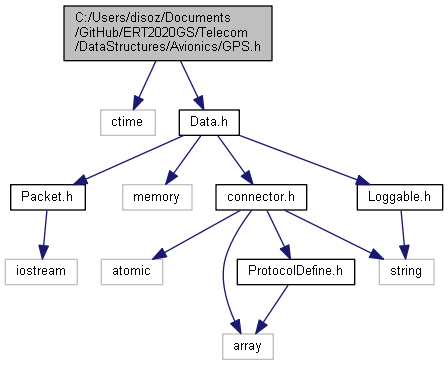 C:/Users/disoz/Documents
/GitHub/ERT2020GS/Telecom
/DataStructures/Avionics/GPS.h
ctime
Data.h
Packet.h
memory
connector.h
Loggable.h
iostream
atomic
ProtocolDefine.h
string
array